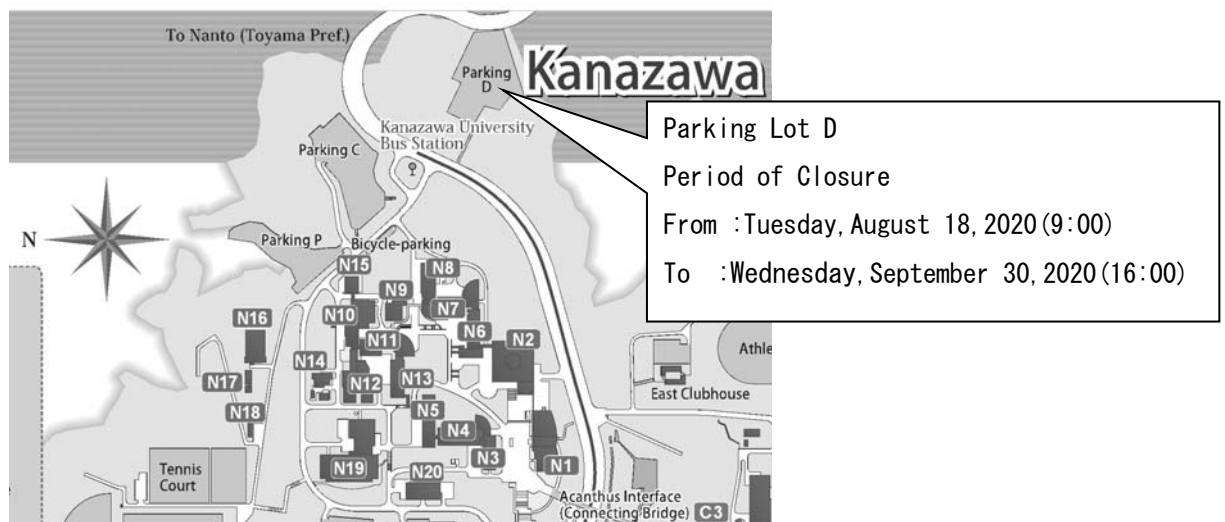 To Nanto (Toyama Pref.)
Parking
D
Kanazawa
Kanazawa University
Bus Station
Parking C
Parking Lot D
Period of Closure
From :Tuesday,August 18,2020(9:00)
To :Wednesday,September 30,2020(16:00)
N
Parking P
Bicycle-parking
N15
N8
N9
N10
N7
N16
N6
N2
N11
N14
Athle
N17
N12
N13
East Clubhouse
N18
N5
N4
N3
N1
N19
N20
Tennis
Court
Acanthus Interface
(Connecting Bridge)
C3